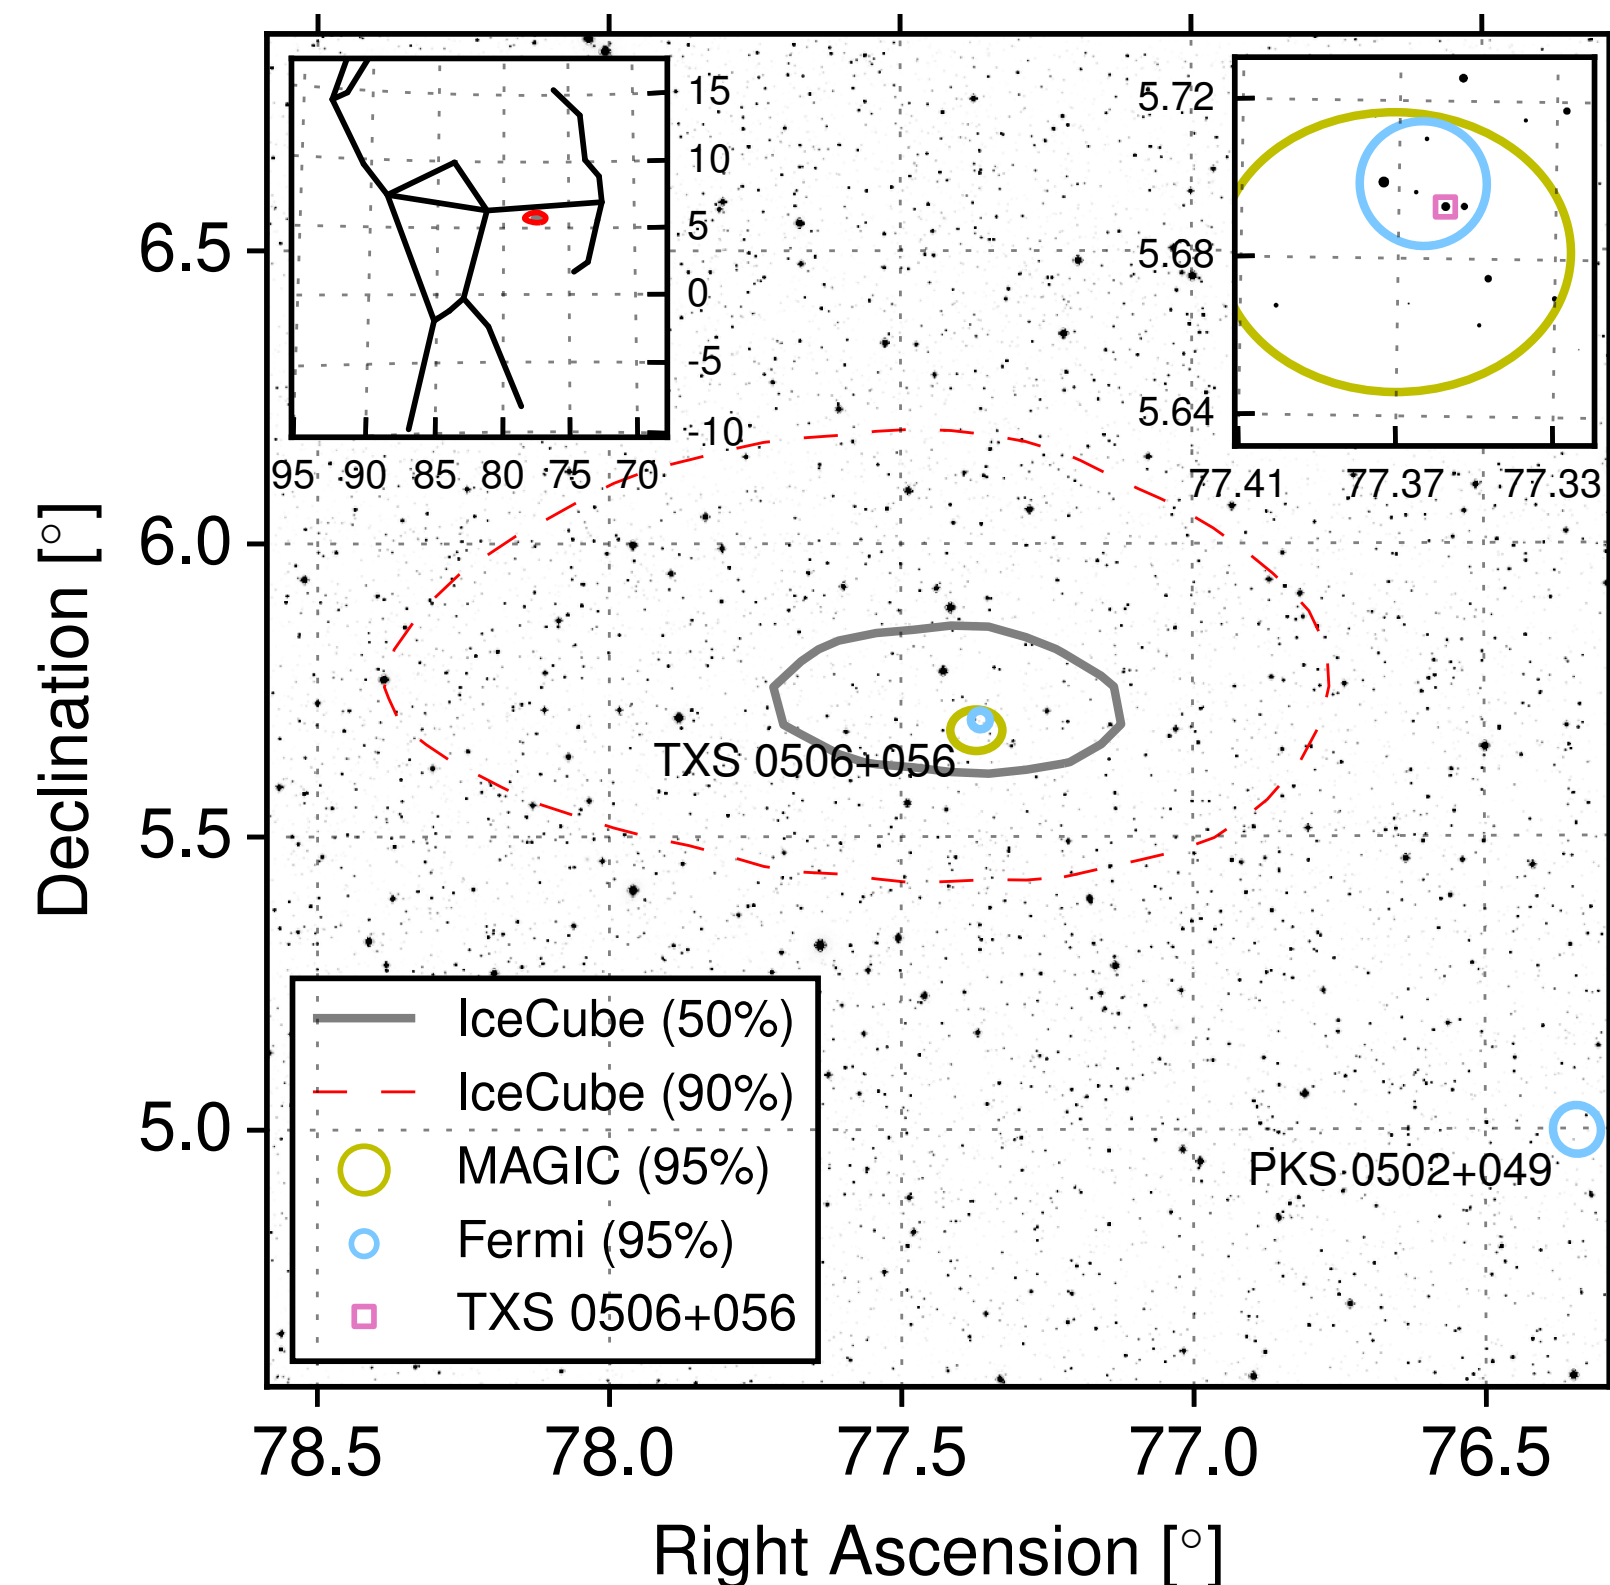 15
10
5
0
-5
-10
95 90 85 80 75 70
5.72
5.68
5.64
77.41 77.37 77.33
Declination [°]
6.5
6.0
5.5
5.0
TXS 0506+056
PKS 0502+049
IceCube (50%)
IceCube (90%)
MAGIC (95%)
Fermi (95%)
TXS 0506+056
78.5 78.0 77.5 77.0 76.5
Right Ascension [°]